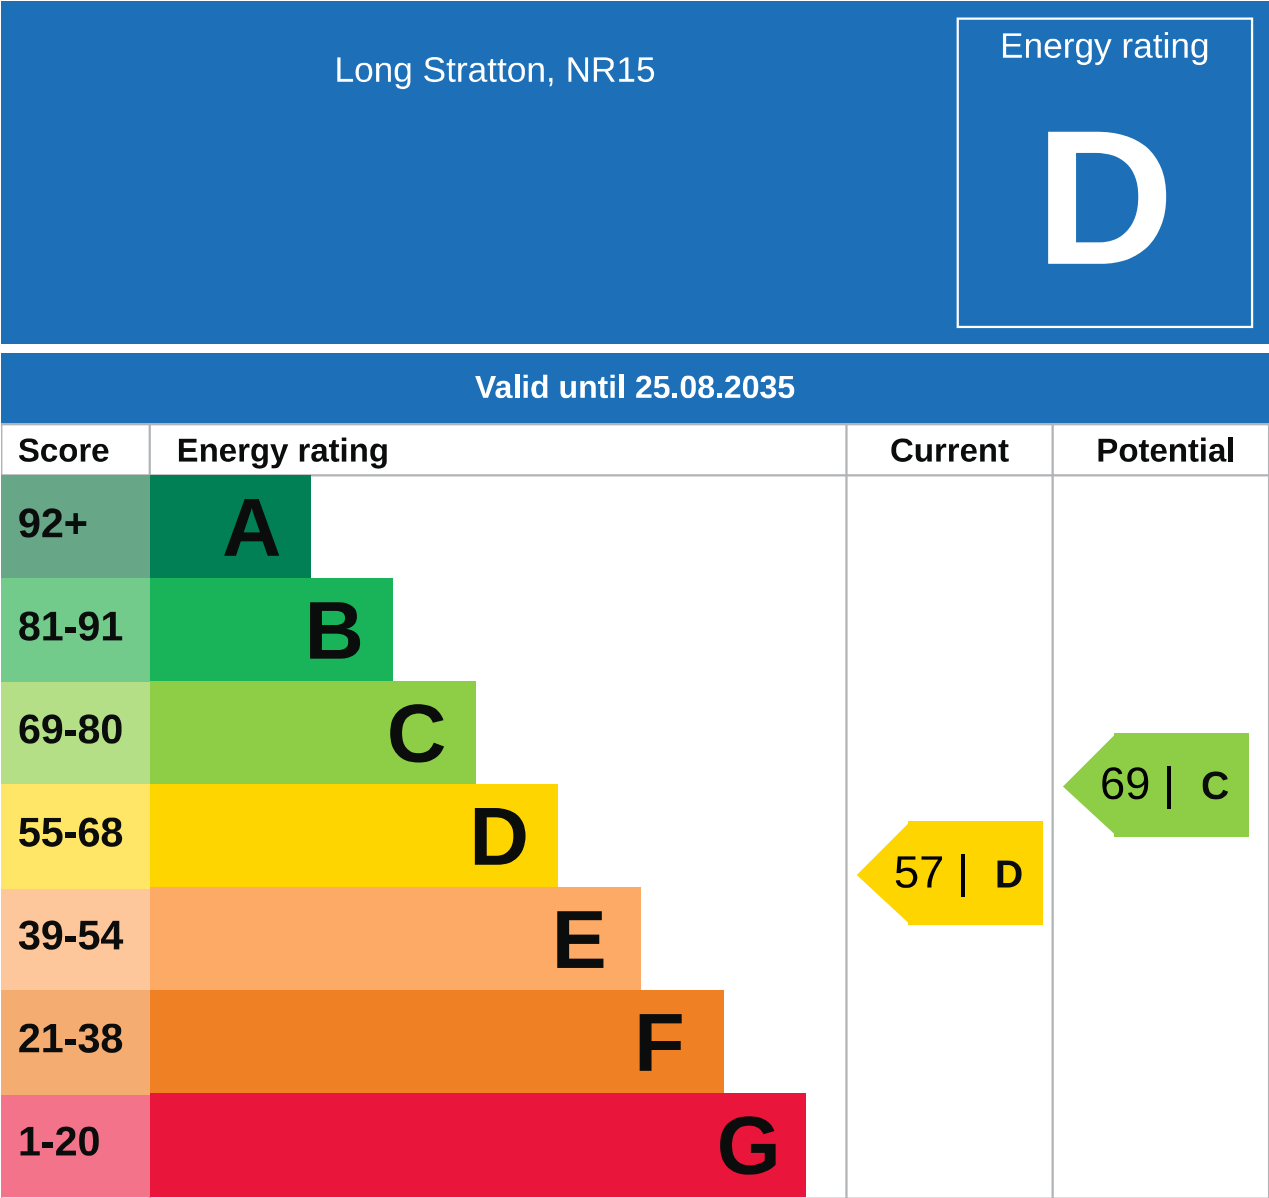 Long Stratton, NR15
Energy rating
D
Valid until 25.08.2035
Score Energy rating Current Potential
92+ A
81-91 B
69-80 C
69 | C
55-68 D
57 | D
39-54 E
21-38 F
1-20 G